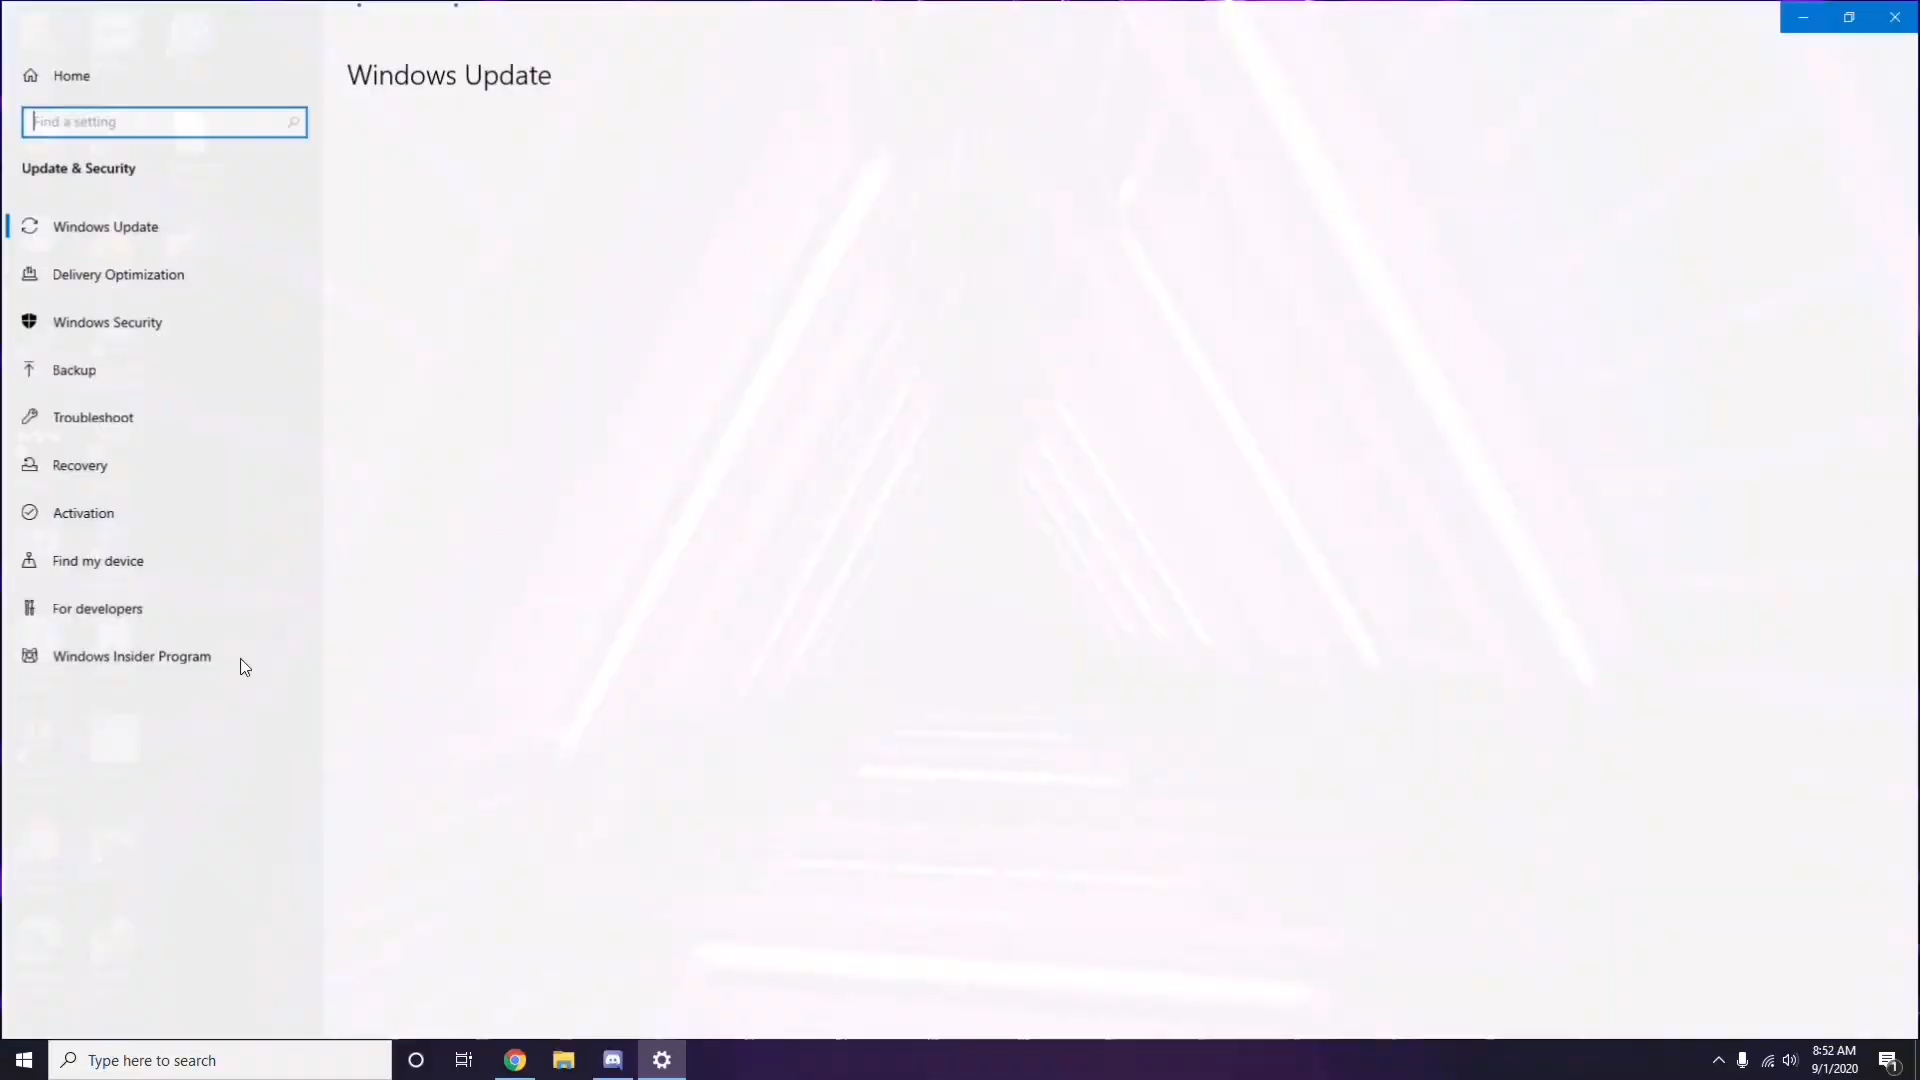 Home
Windows Update
Find a setting
Update & Security
Windows Update
Delivery Optimization
Windows Security
Backup
Troubleshoot
Recovery
Activation
Find my device
For developers
Windows Insider Program
Type here to search
8:52 AM
9/1/2020
1